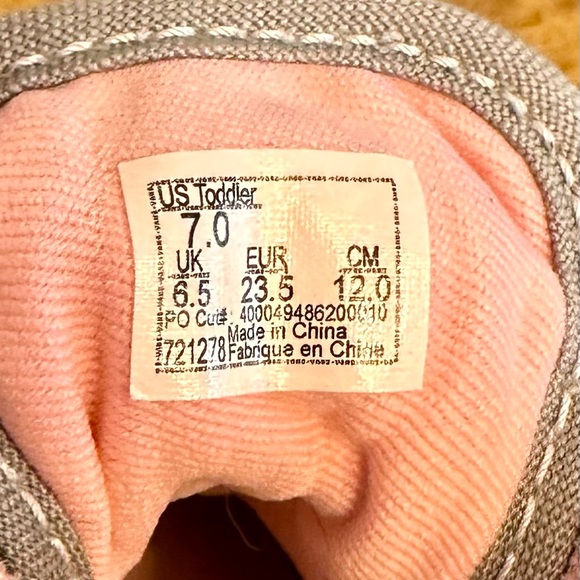 US Toddler
7.0
UK EUR CM
6.5 23.5 12.0
PO Cut#: 400049486200010
Made in China
721278 Fabrique en Chine